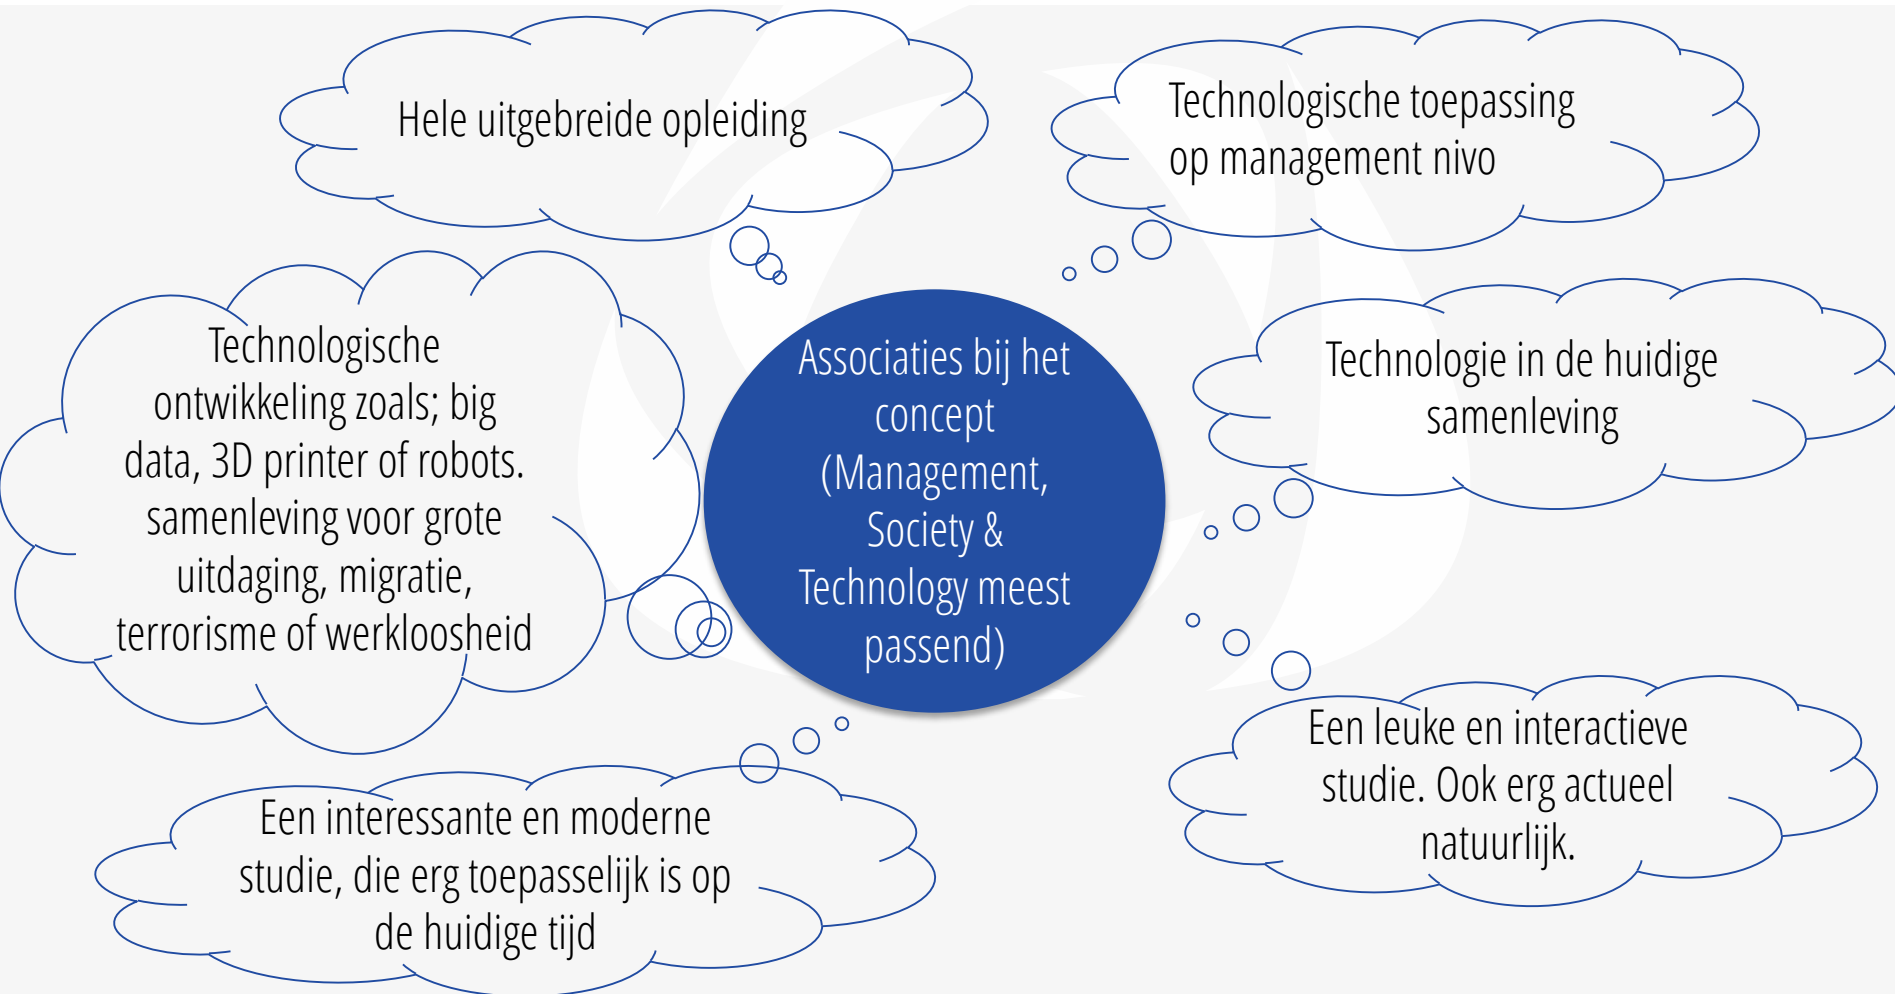 Hele uitgebreide opleiding
Technologische toepassing
op management nivo
Technologische
ontwikkeling zoals; big
data, 3D printer of robots.
samenleving voor grote
uitdaging, migratie,
terrorisme of werkloosheid
Associaties bij het
concept
(Management,
Society &
Technology meest
passend)
Technologie in de huidige
samenleving
Een interessante en moderne
studie, die erg toepasselijk is op
de huidige tijd
Een leuke en interactieve
studie. Ook erg actueel
natuurlijk.